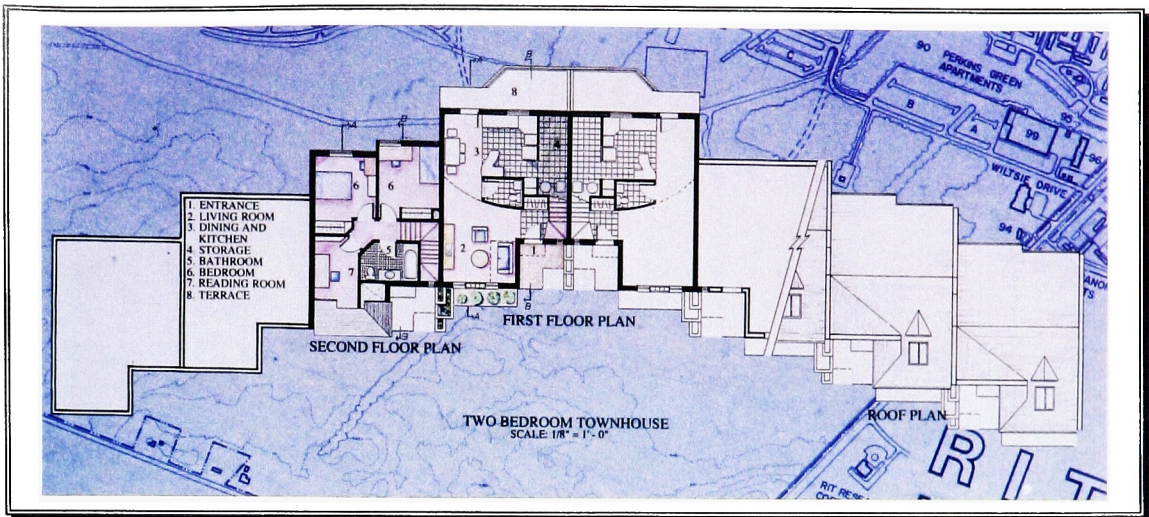 90 PERKINS GREEN
APARTMENTS
C
B
A
95
99
96
WILTSIE DRIVE
94
8
3
4
6
6
5
2
1
7
1. ENTRANCE
2. LIVING ROOM
3. DINING AND
KITCHEN
4. STORAGE
5. BATHROOM
6. BEDROOM
7. READING ROOM
8. TERRACE
A
B
B
A
B
A
B
FIRST FLOOR PLAN
SECOND FLOOR PLAN
TWO BEDROOM TOWNHOUSE
SCALE: 1/8" = 1'- 0"
ROOF PLAN
RIT
RIT